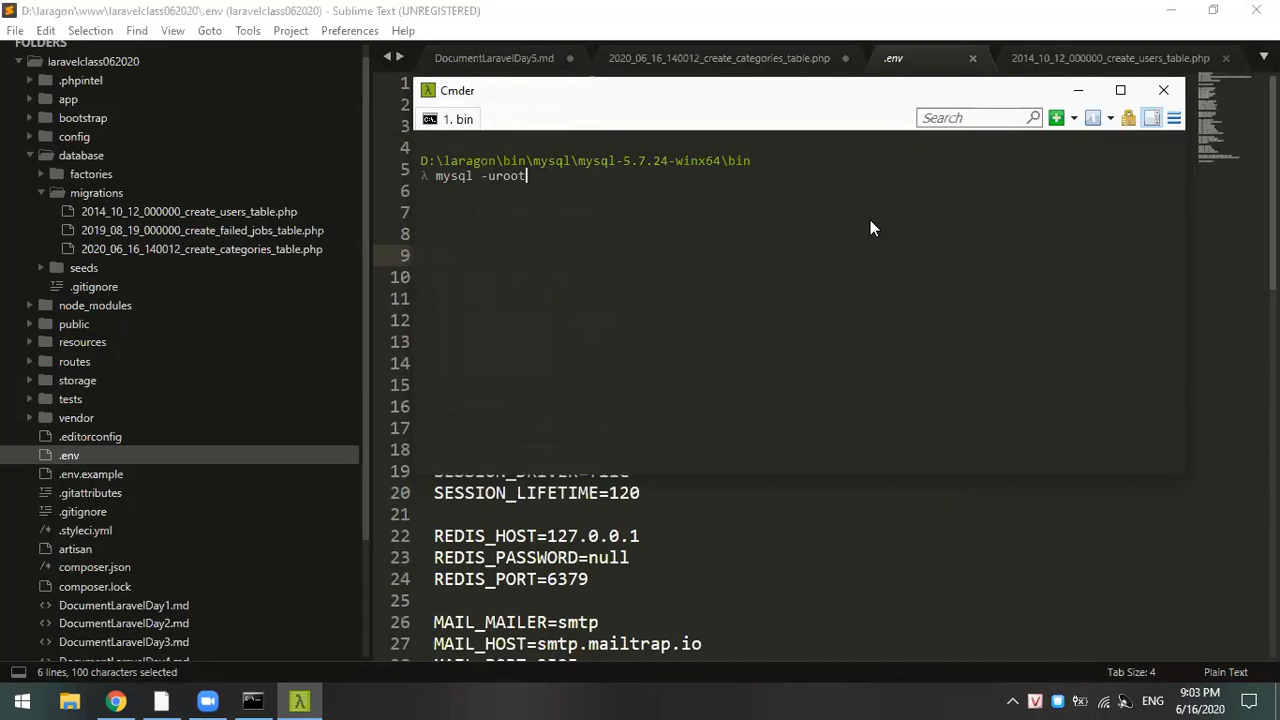 D:\laragon\www\laravelclass062020\.env (laravelclass062020) - Sublime Text (UNREGISTERED)
File Edit Selection Find View Goto Tools Project Preferences Help
FOLDERS
laravelclass062020
.phpintel
app
bootstrap
config
database
factories
migrations
2014_10_12_000000_create_users_table.php
2019_08_19_000000_create_failed_jobs_table.php
2020_06_16_140012_create_categories_table.php
seeds
.gitignore
node_modules
public
resources
routes
storage
tests
vendor
.editorconfig
.env
.env.example
.gitattributes
.gitignore
.styleci.yml
artisan
composer.json
composer.lock
DocumentLaravelDay1.md
DocumentLaravelDay2.md
DocumentLaravelDay3.md
DocumentLaravelDay4.md
DocumentLaravelDay5.md
2020_06_16_140012_create_categories_table.php
.env
2014_10_12_000000_create_users_table.php
Cmder
1. bin
Search
D:\laragon\bin\mysql\mysql-5.7.24-winx64\bin
λ mysql -uroot
1
2
3
4
5
6
7
8
9
10
11
12
13
14
15
16
17
18
19 SESSION_DRIVER=file
20 SESSION_LIFETIME=120
21
22 REDIS_HOST=127.0.0.1
23 REDIS_PASSWORD=null
24 REDIS_PORT=6379
25
26 MAIL_MAILER=smtp
27 MAIL_HOST=smtp.mailtrap.io
6 lines, 100 characters selected
Tab Size: 4
Plain Text
ENG
9:03 PM
6/16/2020